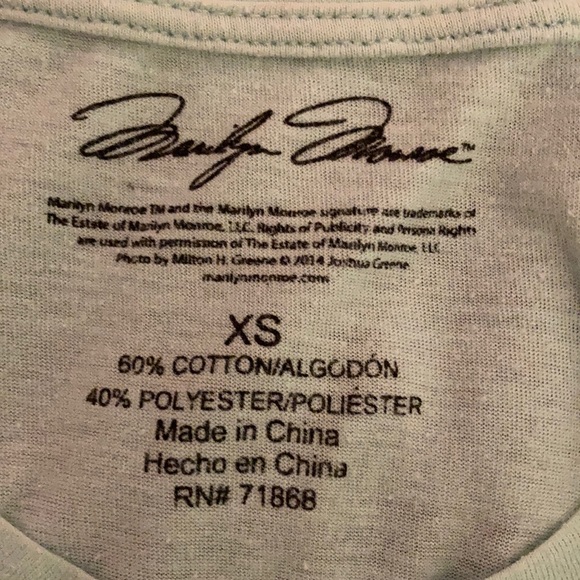 Marilyn Monroe™
Marilyn Monroe TM and the Marilyn Monroe signature are trademarks of
The Estate of Marilyn Monroe, LLC. Rights of Publicity and Persona Rights
are used with permission of The Estate of Marilyn Monroe LLC
Photo by Milton H. Greene © 2014 Joshua Greene
marilynmonroe.com
XS
60% COTTON/ALGODÓN
40% POLYESTER/POLIÉSTER
Made in China
Hecho en China
RN# 71868